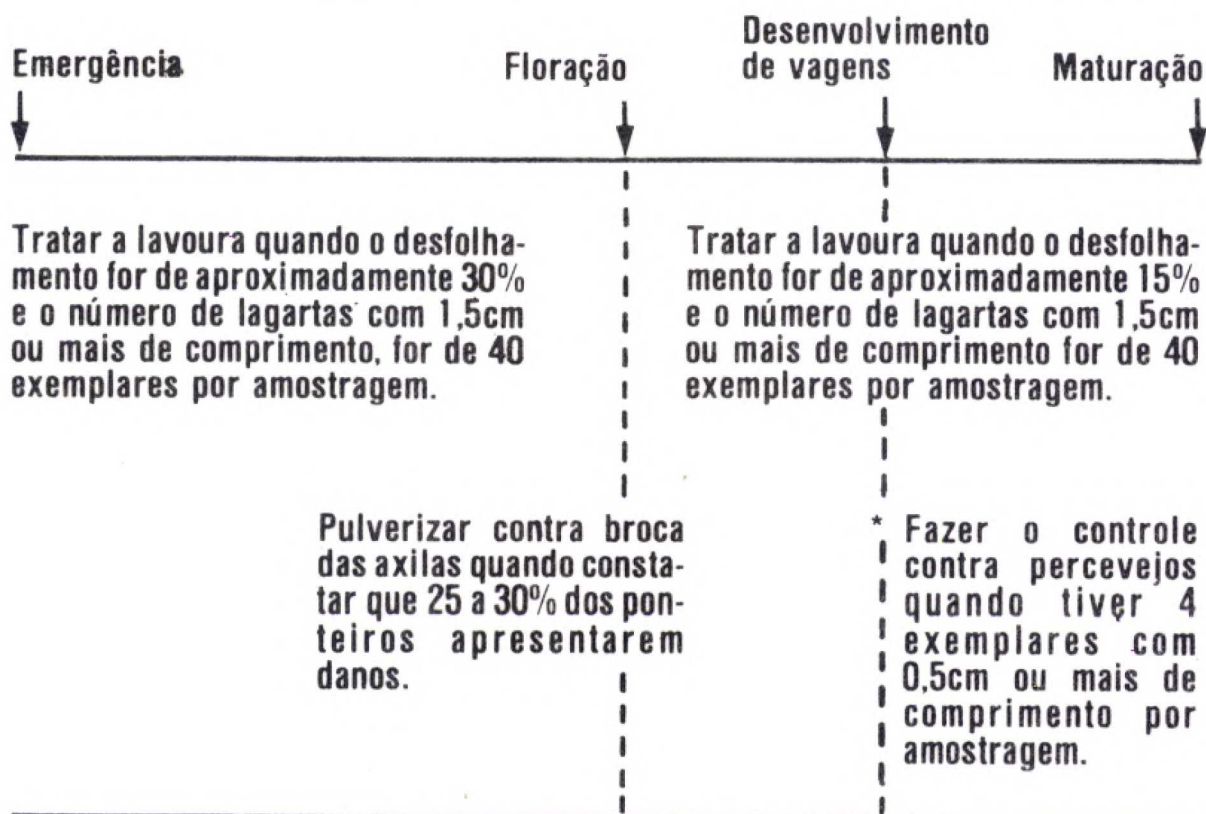 Emergência
Floração
Desenvolvimento
de vagens
Maturação
Tratar a lavoura quando o desfolha-
mento for de aproximadamente 30%
e o número de lagartas com 1,5cm
ou mais de comprimento, for de 40
exemplares por amostragem.
Tratar a lavoura quando o desfolha-
mento for de aproximadamente 15%
e o número de lagartas com 1,5cm
ou mais de comprimento for de 40
exemplares por amostragem.
Pulverizar contra broca
das axilas quando consta-
tar que 25 a 30% dos pon-
teiros apresentarem
danos.
* Fazer o controle
contra percevejos
quando tiver 4
exemplares com
0,5cm ou mais de
comprimento por
amostragem.